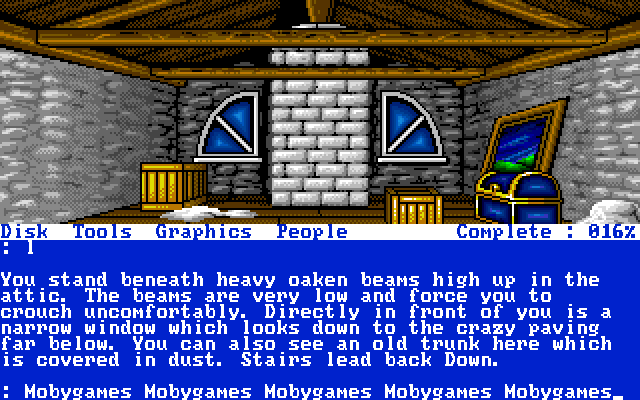 Disk Tools Graphics People Complete : 016%
: l
You stand beneath heavy oaken beams high up in the
attic. The beams are very low and force you to
crouch uncomfortably. Directly in front of you is a
narrow window which looks down to the crazy paving
far below. You can also see an old trunk here which
is covered in dust. Stairs lead back Down.
: Mobygames Mobygames Mobygames Mobygames Mobygames_